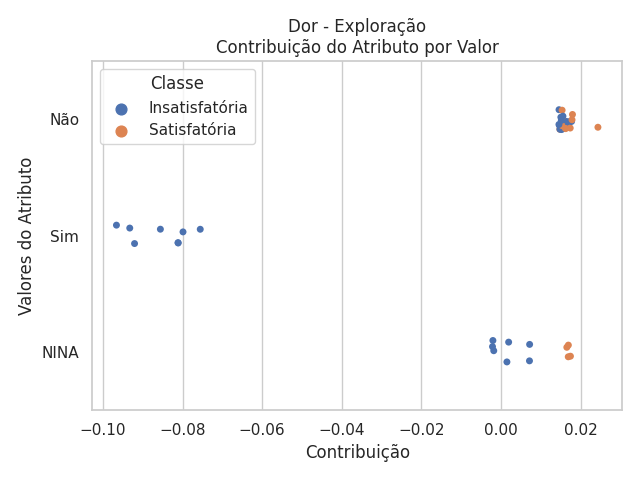 Dor - Exploração
Contribuição do Atributo por Valor
Classe
Insatisfatória
Satisfatória
Valores do Atributo
Não
Sim
NINA
−0.10
−0.08
−0.06
−0.04
−0.02
0.00
0.02
Contribuição